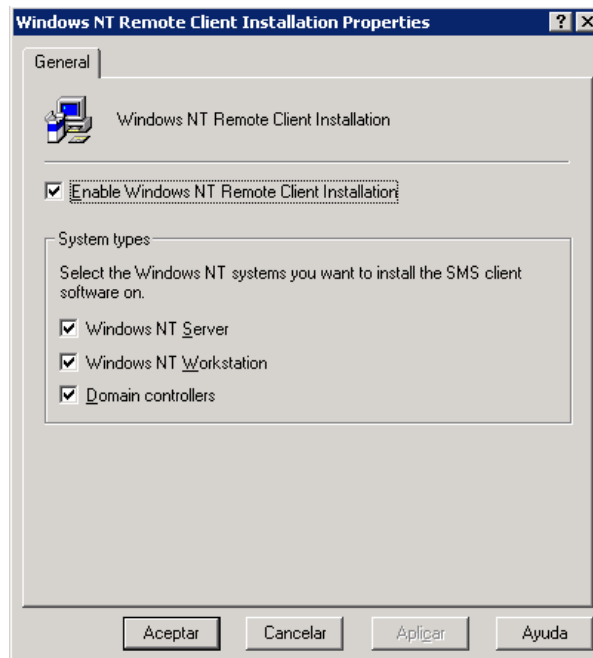 Windows NT Remote Client Installation Properties
General
Windows NT Remote Client Installation
Enable Windows NT Remote Client Installation
System types
Select the Windows NT systems you want to install the SMS client
software on.
Windows NT Server
Windows NT Workstation
Domain controllers
Aceptar Cancelar Aplicar Ayuda